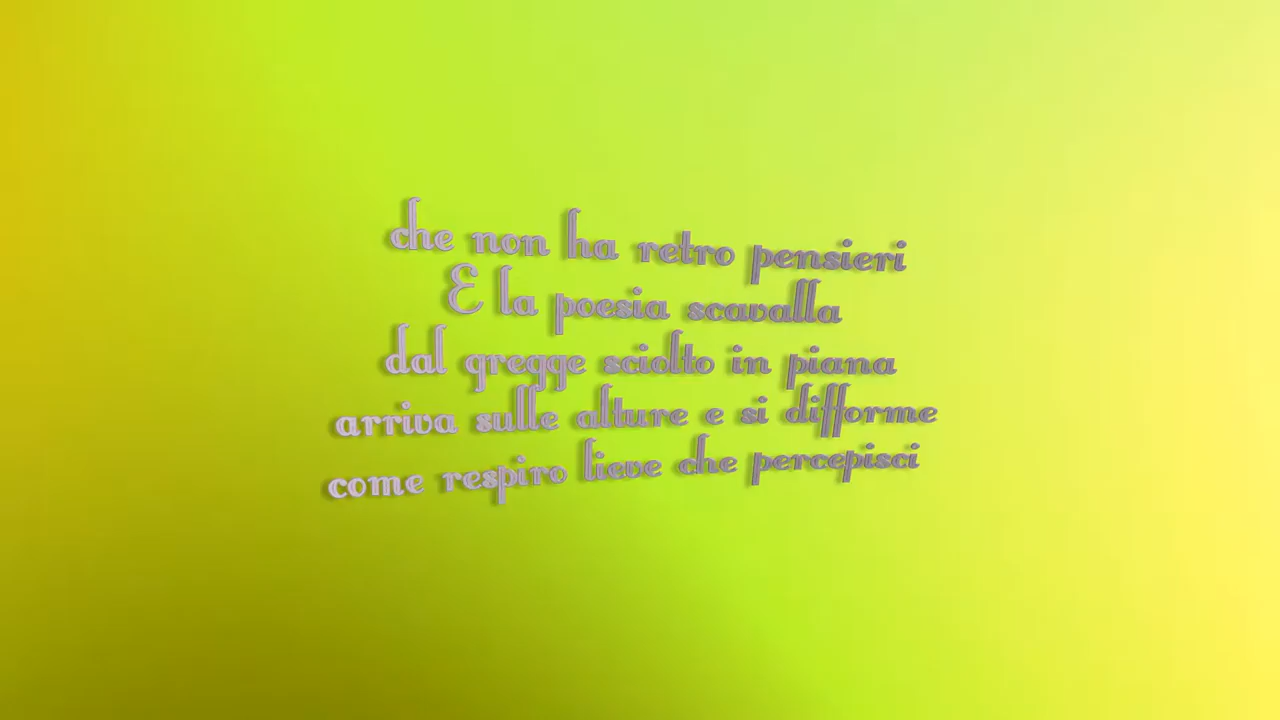 che non ha retro pensieri
E la poesia scavalla
dal gregge sciolto in piana
arriva sulle alture e si difforme
come respiro lieve che percepisci